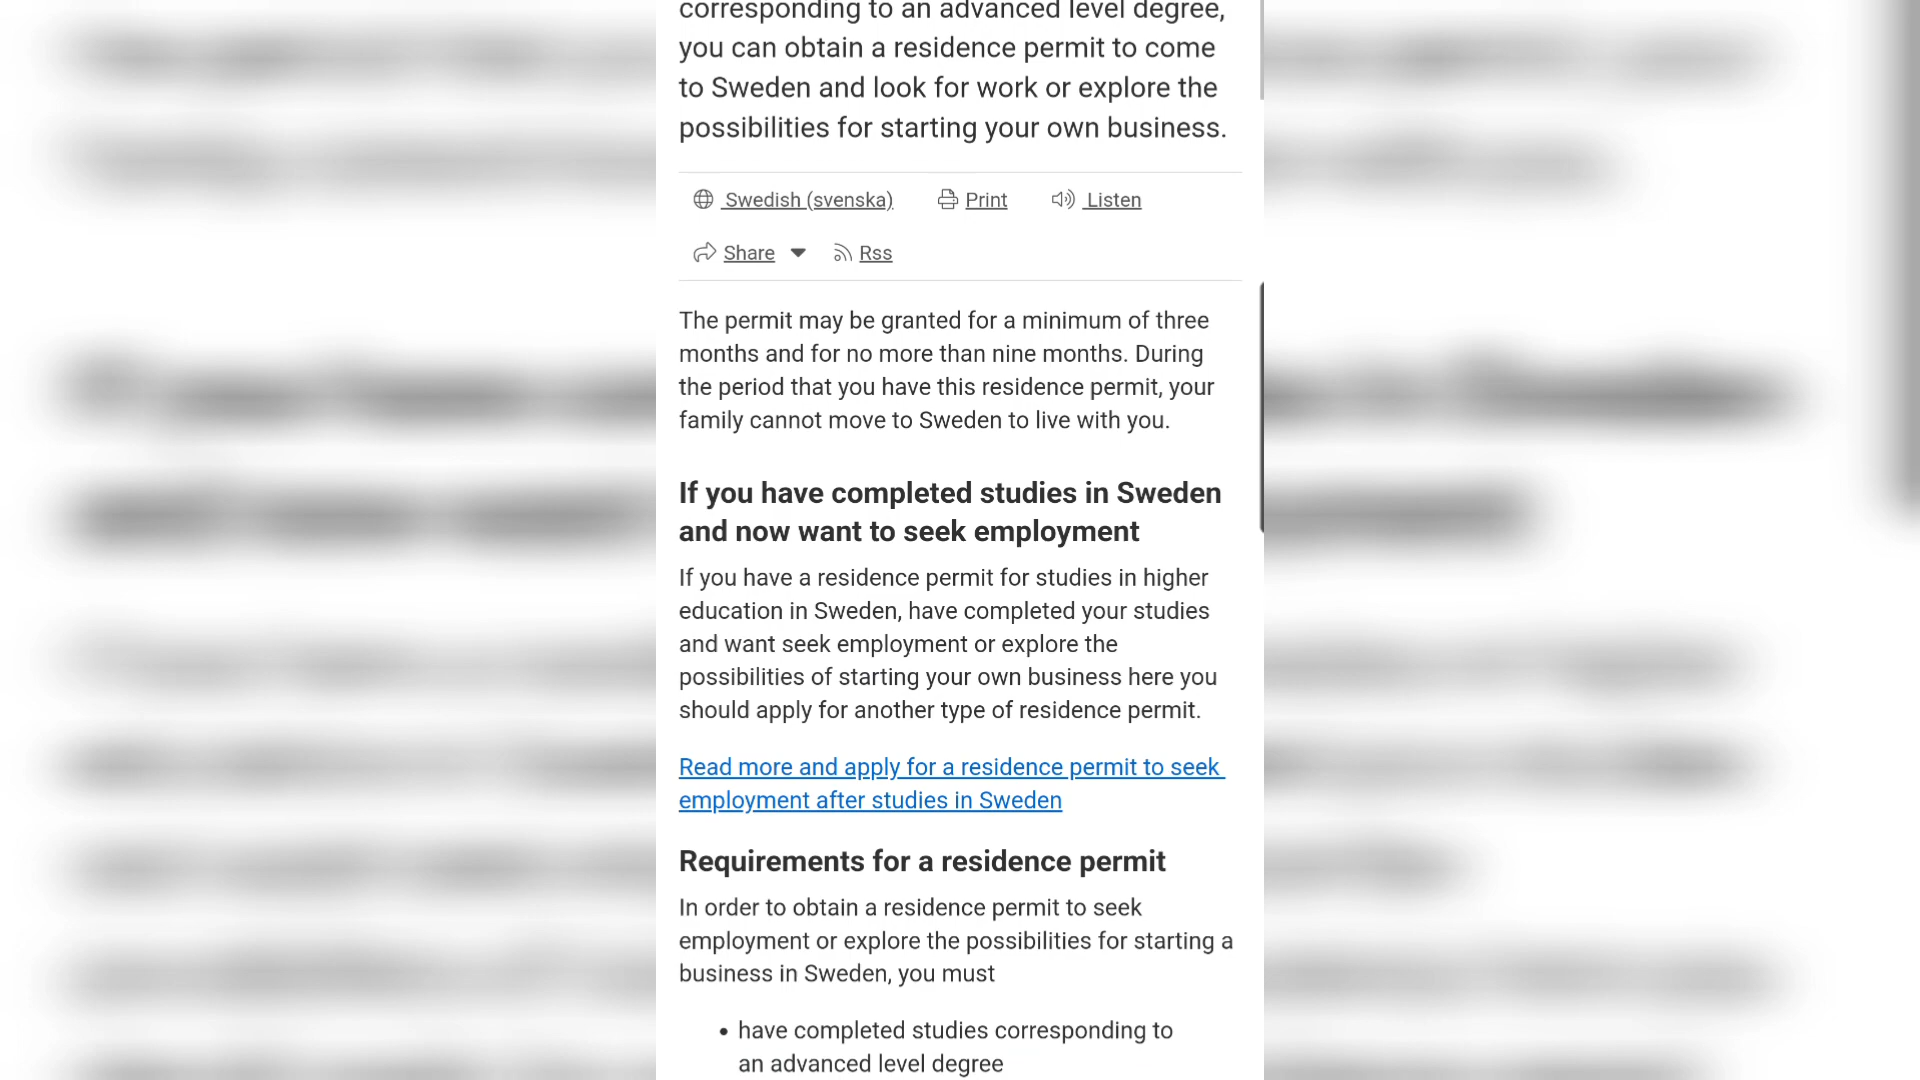 corresponding to an advanced level degree,
you can obtain a residence permit to come
to Sweden and look for work or explore the
possibilities for starting your own business.
Swedish (svenska) Print Listen
Share Rss
The permit may be granted for a minimum of three
months and for no more than nine months. During
the period that you have this residence permit, your
family cannot move to Sweden to live with you.
If you have completed studies in Sweden
and now want to seek employment
If you have a residence permit for studies in higher
education in Sweden, have completed your studies
and want seek employment or explore the
possibilities of starting your own business here you
should apply for another type of residence permit.
Read more and apply for a residence permit to seek
employment after studies in Sweden
Requirements for a residence permit
In order to obtain a residence permit to seek
employment or explore the possibilities for starting a
business in Sweden, you must
• have completed studies corresponding to
an advanced level degree